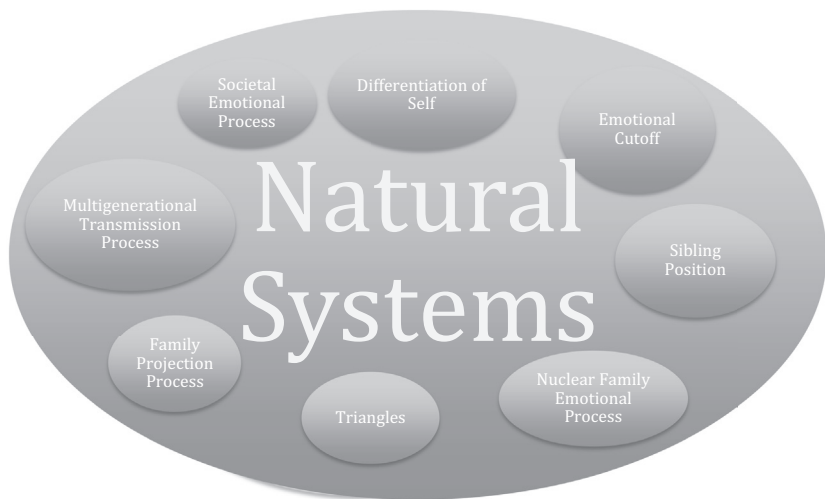 Societal
Emotional
Process
Differentiation of
Self
Emotional
Cutoff
Multigenerational
Transmission
Process
Natural
Systems
Sibling
Position
Family
Projection
Process
Triangles
Nuclear Family
Emotional
Process